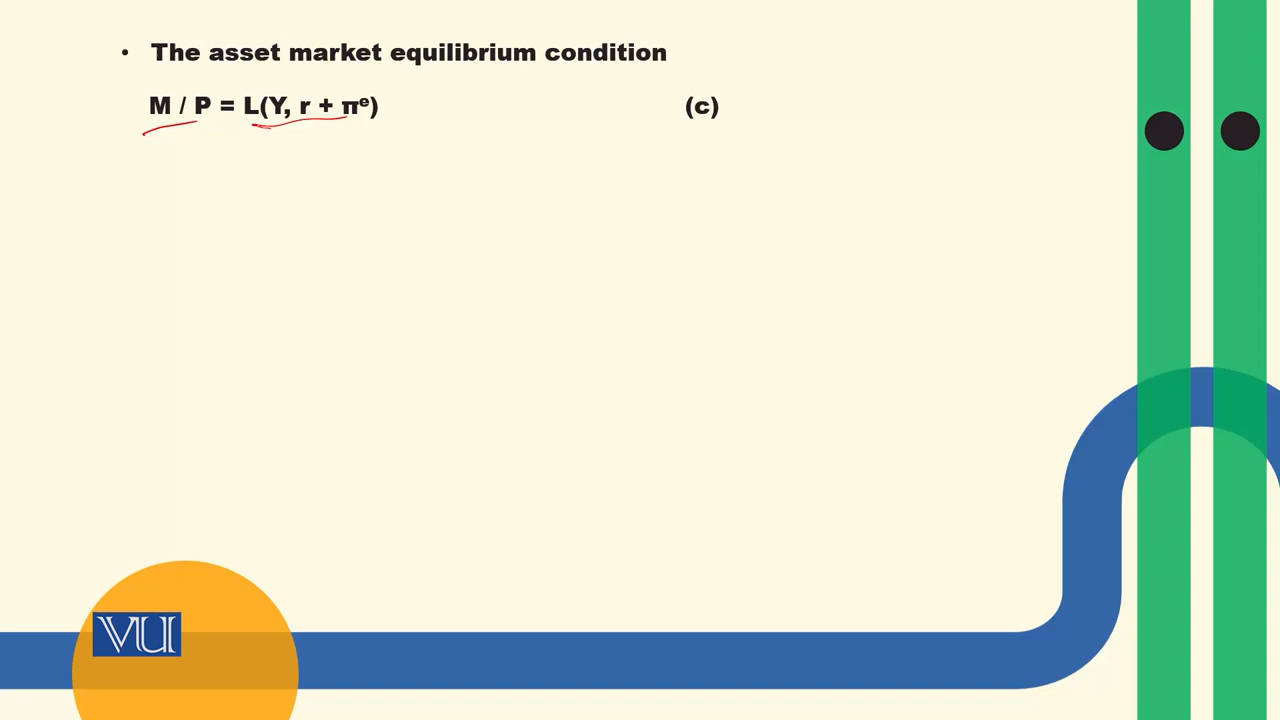 • The asset market equilibrium condition
M / P = L(Y, r + πᵉ) (c)
VU